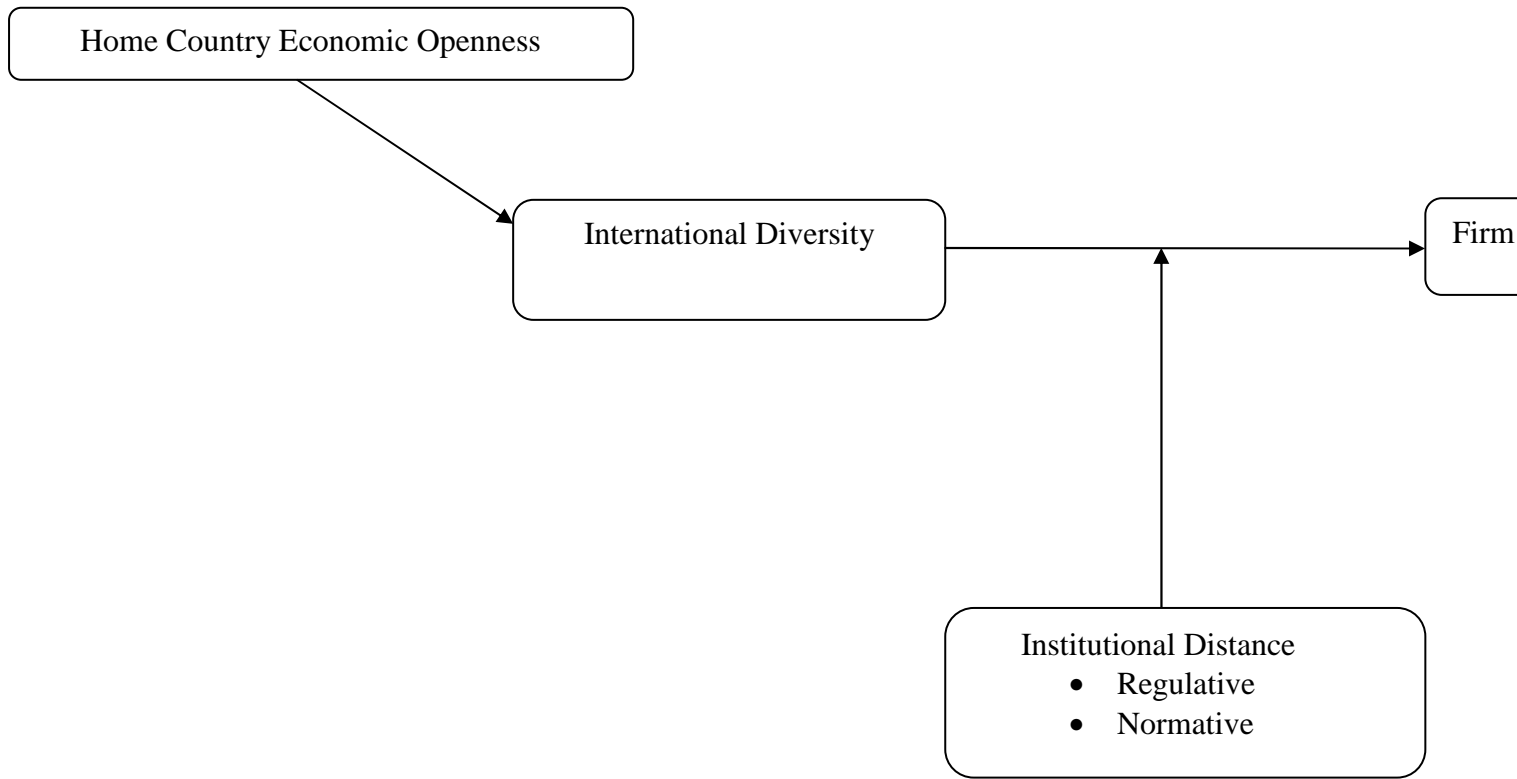 Home Country Economic Openness
International Diversity
Firm
Institutional Distance
• Regulative
• Normative